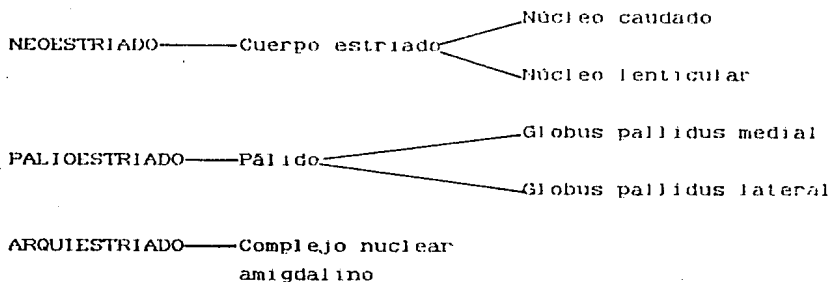 Núcleo caudado
NEOESTRIADO Cuerpo estriado
Núcleo lenticular
Globus pallidus medial
PALIOESTRIADO Pálido
Globus pallidus lateral
ARQUIESTRIADO Complejo nuclear
amigdalino